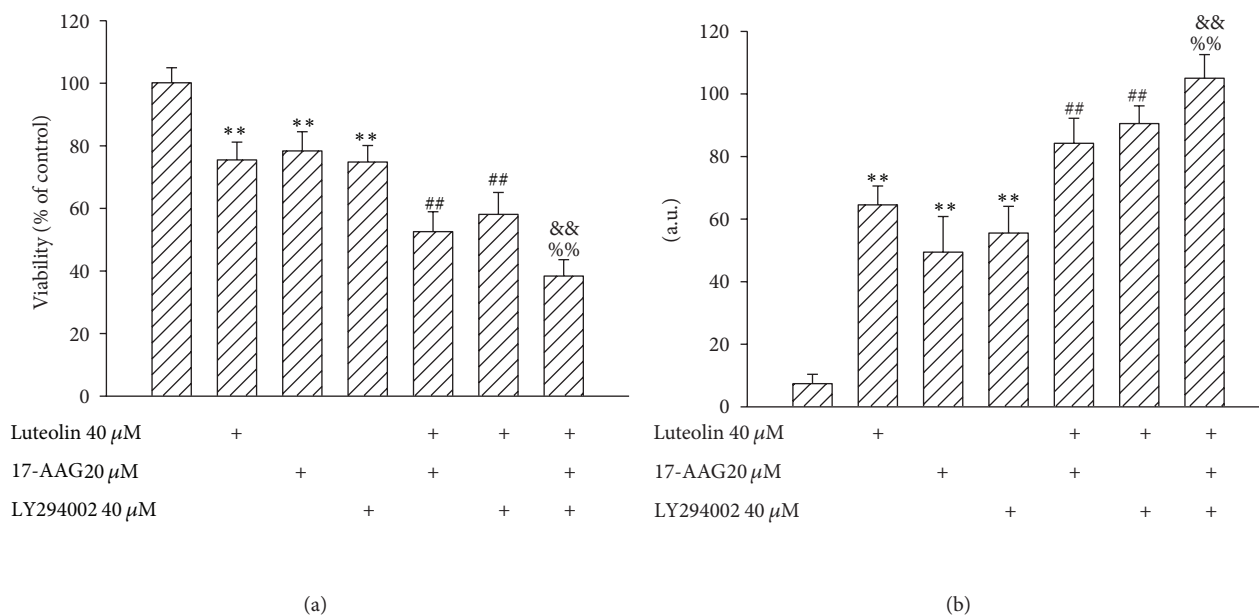 120
100
80
60
40
20
0
Viability (% of control)
**
**
**
##
##
&&
%%
Luteolin 40 μM + + + +
17-AAG20 μM + + +
LY294002 40 μM + + +
(a)
120
100
80
60
40
20
0
(a.u.)
**
**
**
##
##
&&
%%
Luteolin 40 μM + + + +
17-AAG20 μM + + +
LY294002 40 μM + + +
(b)